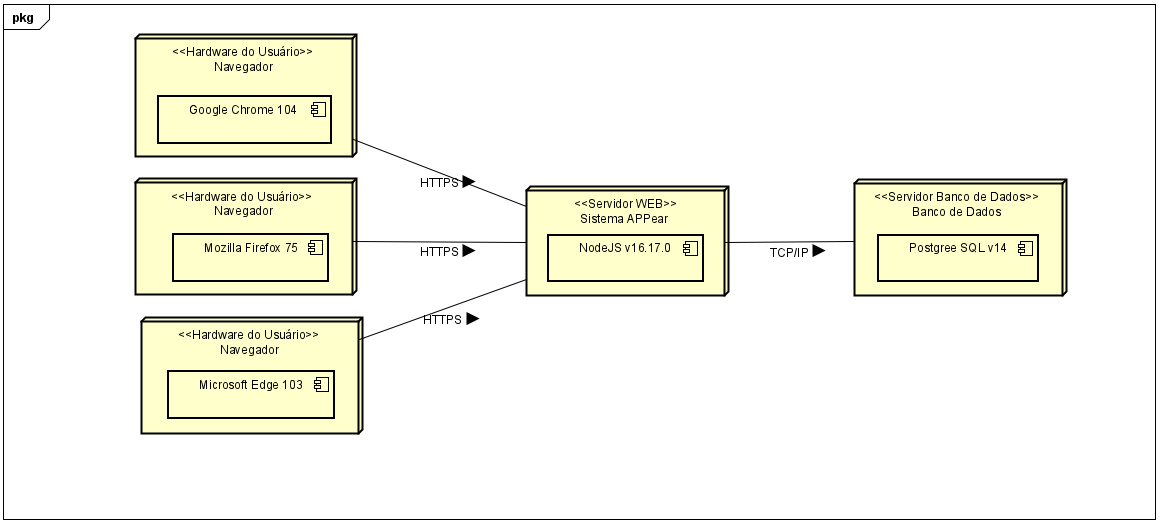 pkg
<<Hardware do Usuário>>
Navegador
Google Chrome 104
HTTPS
<<Hardware do Usuário>>
Navegador
Mozilla Firefox 75
HTTPS
<<Hardware do Usuário>>
Navegador
Microsoft Edge 103
HTTPS
<<Servidor WEB>>
Sistema APPear
NodeJS v16.17.0
TCP/IP
<<Servidor Banco de Dados>>
Banco de Dados
Postgree SQL v14